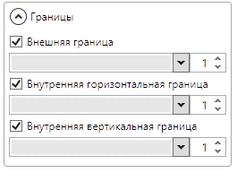 Границы
Внешняя граница
1
Внутренняя горизонтальная граница
1
Внутренняя вертикальная граница
1